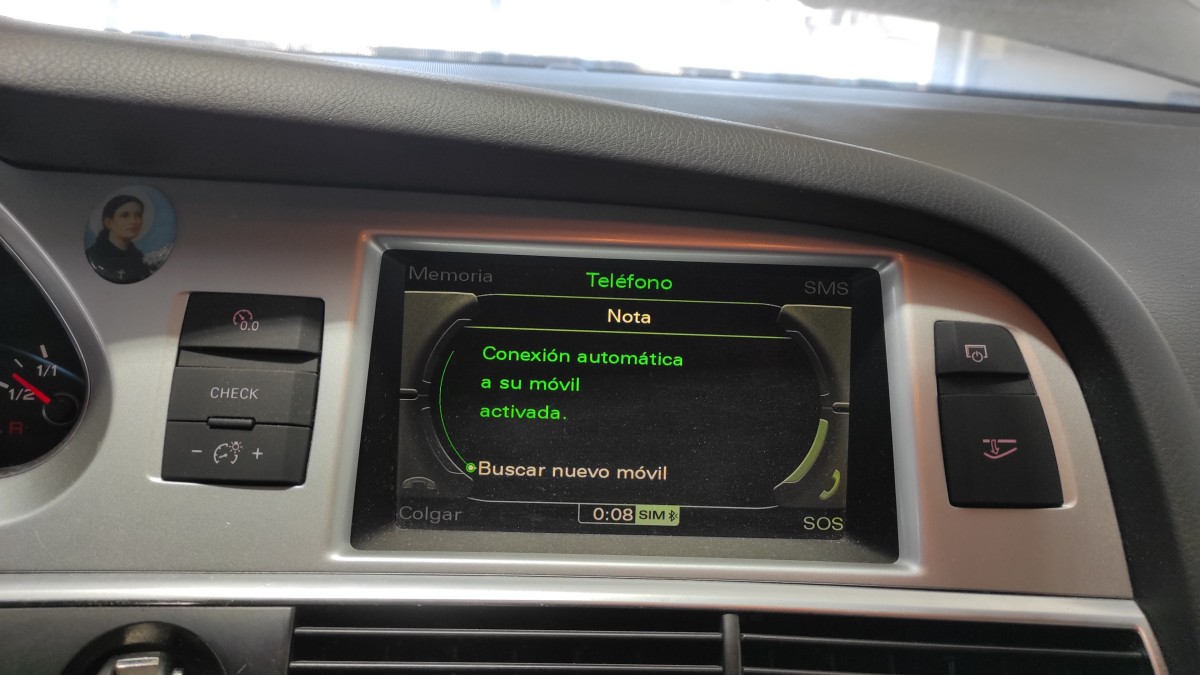 Memoria
Teléfono
SMS
Nota
Conexión automática
a su móvil
activada.
Buscar nuevo móvil
Colgar
0:08 SIM
SOS
0.0
CHECK
- +
1/1
1/2
R